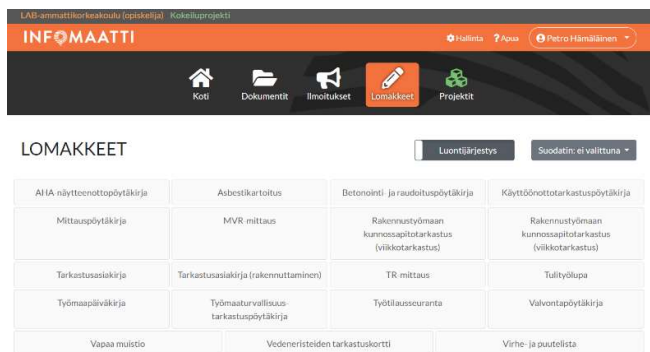 LAB-ammattikorkeakoulu (opiskelija) Kokeiluprojekti
INFOMAATTI
Hallinta ? Apua Petro Hämäläinen
Koti Dokumentit Ilmoitukset Lomakkeet Projektit
LOMAKKEET
Luontijärjestys Suodatin: ei valittuna
AHA-näytteenottopöytäkirja Asbestikartoitus Betonointi- ja raudoituspöytäkirja Käyttöönottotarkastuspöytäkirja
Mittauspöytäkirja MVR-mittaus Rakennustyömaan Rakennustyömaan
kunnossapitotarkastus kunnossapitotarkastus
(viikkotarkastus) (viikkotarkastus)
Tarkastusasiakirja Tarkastusasiakirja (rakennuttaminen) TR-mittaus Tulityölupa
Työmaapäiväkirja Työmaaturvallisuus- Työtilausseuranta Valvontapöytäkirja
tarkastuspöytäkirja
Vapaa muistio Vedeneristeiden tarkastuskortti Virhe- ja puutelista